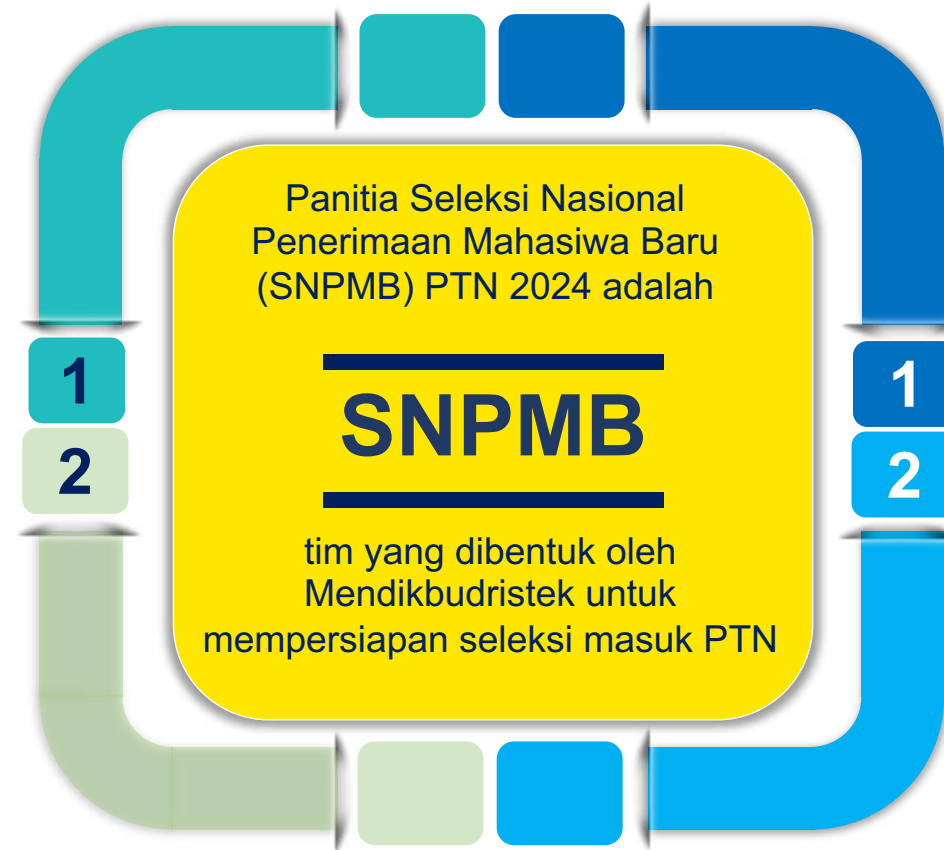 Panitia Seleksi Nasional
Penerimaan Mahasiwa Baru
(SNPMB) PTN 2024 adalah
SNPMB
tim yang dibentuk oleh
Mendikbudristek untuk
mempersiapan seleksi masuk PTN
1
2
1
2